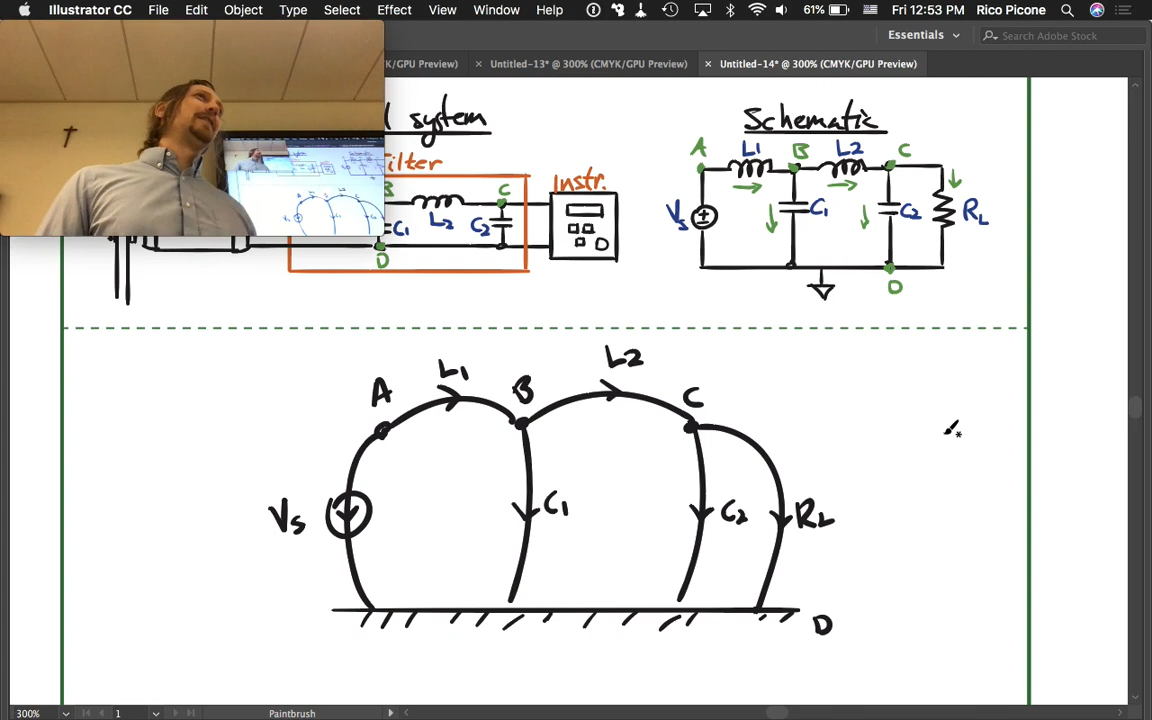 Illustrator CC File Edit Object Type Select Effect View Window Help 61% Fri 12:53 PM Rico Picone
Essentials Search Adobe Stock
K/GPU Preview) × Untitled-13* @ 300% (CMYK/GPU Preview) × Untitled-14* @ 300% (CMYK/GPU Preview)
system
Schematic
filter
Instr.
B L2 C
C1 C2
D
A L1 B L2 C
Vs C1 C2 RL
D
L1 L2
A B C
Vs C1 C2 RL
D
300% 1 Paintbrush